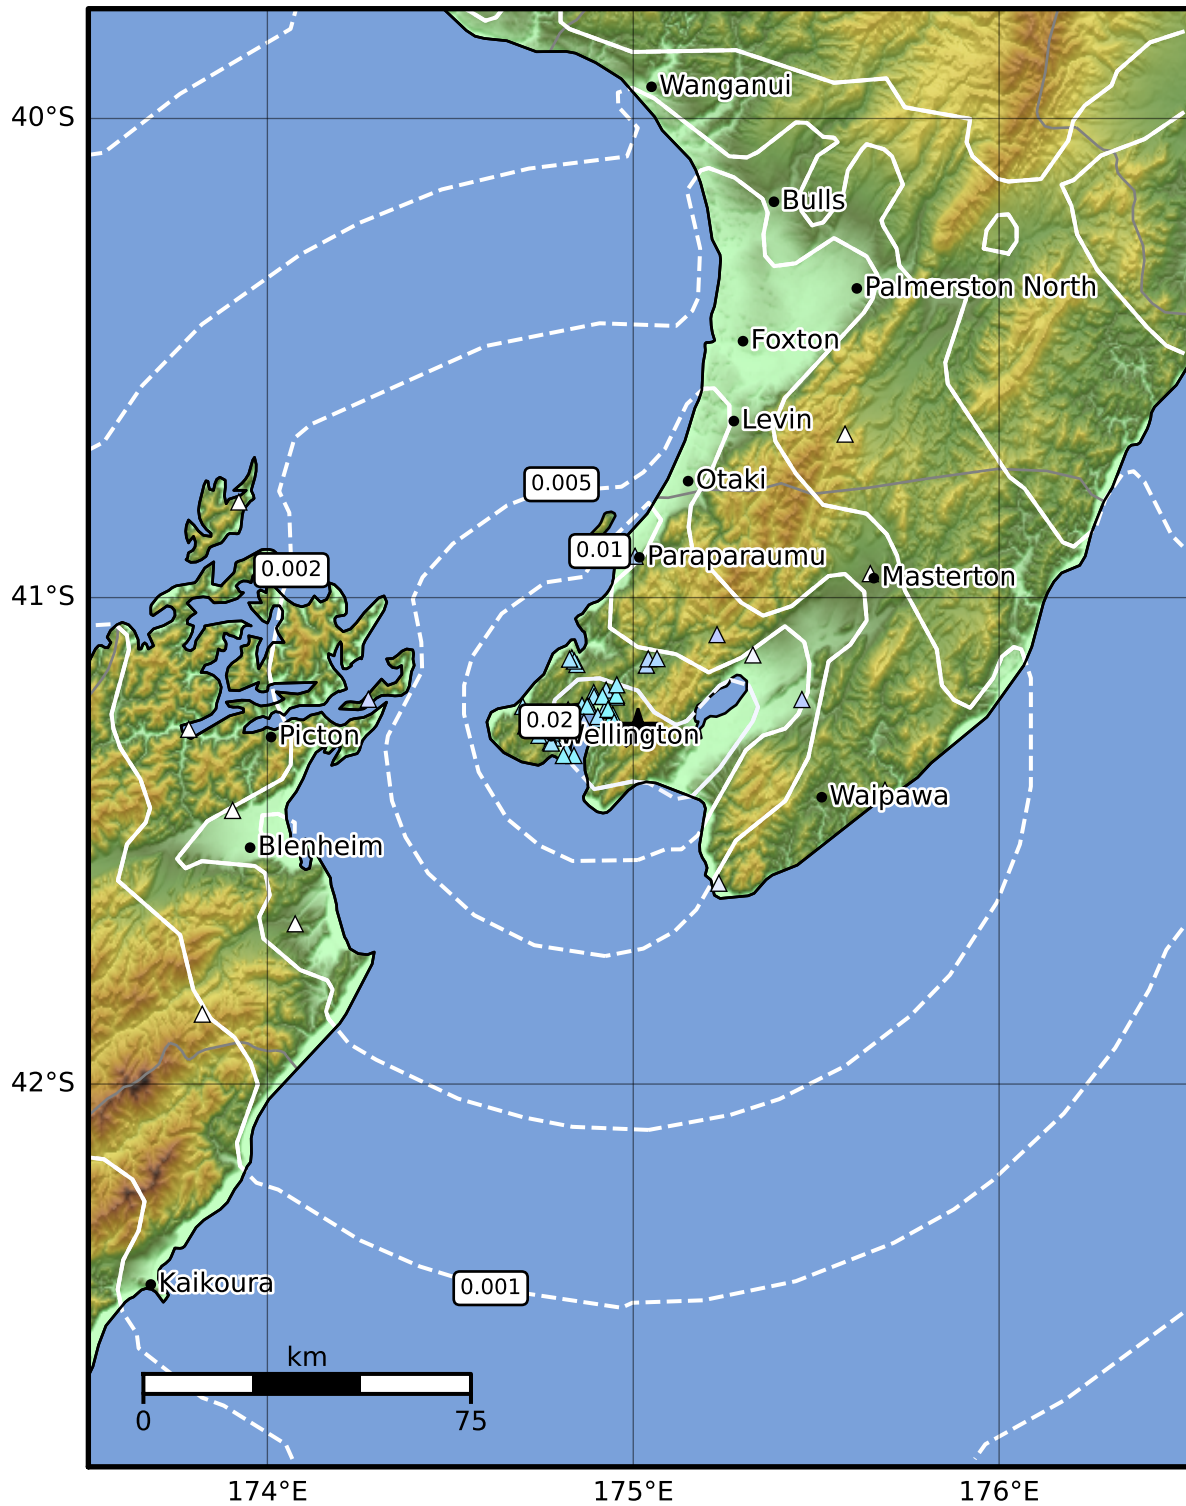 Wanganui
40°S
Bulls
Palmerston North
Foxton
Levin
Otaki
0.005
0.01
Paraparaumu
0.002
Masterton
41°S
0.02
Wellington
Picton
Waipawa
Blenheim
42°S
Kaikoura
0.001
km
0
75
174°E
175°E
176°E